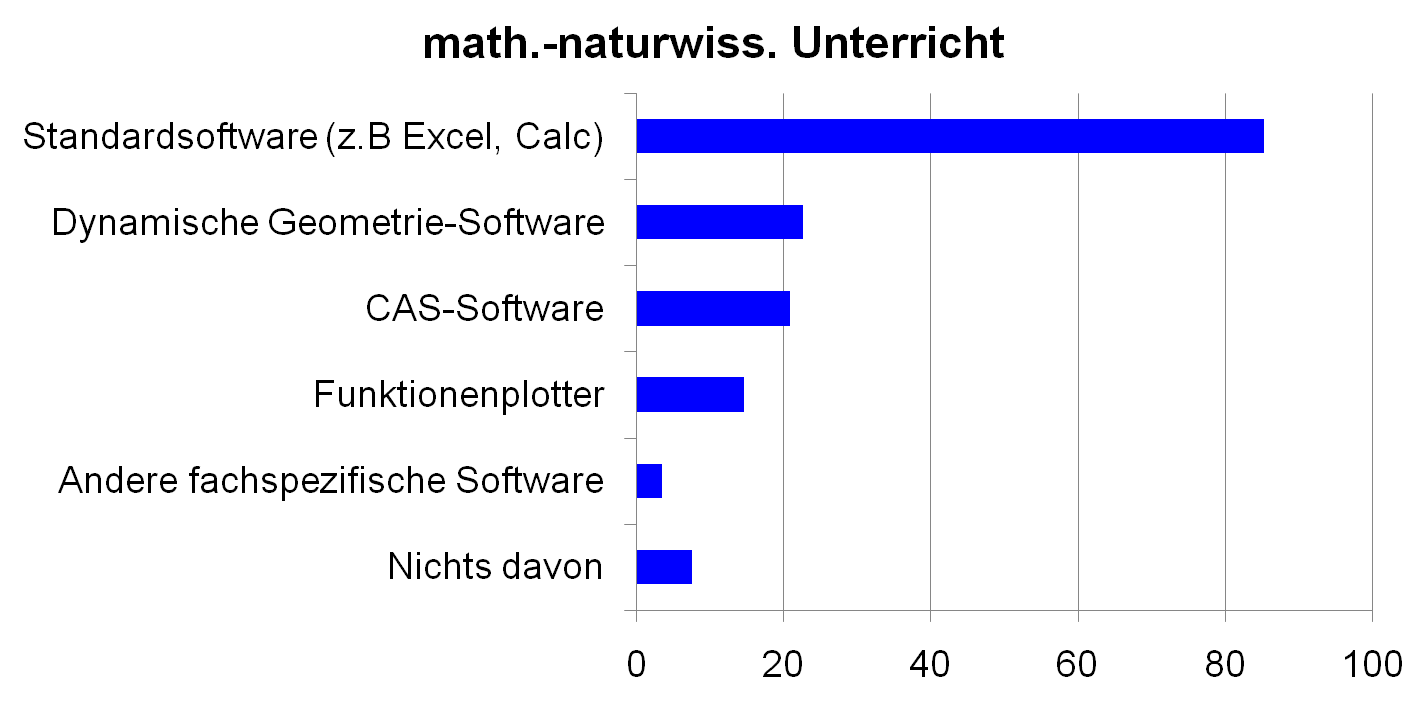 math.-naturwiss. Unterricht
Standardsoftware (z.B Excel, Calc)
Dynamische Geometrie-Software
CAS-Software
Funktionenplotter
Andere fachspezifische Software
Nichts davon
0 20 40 60 80 100